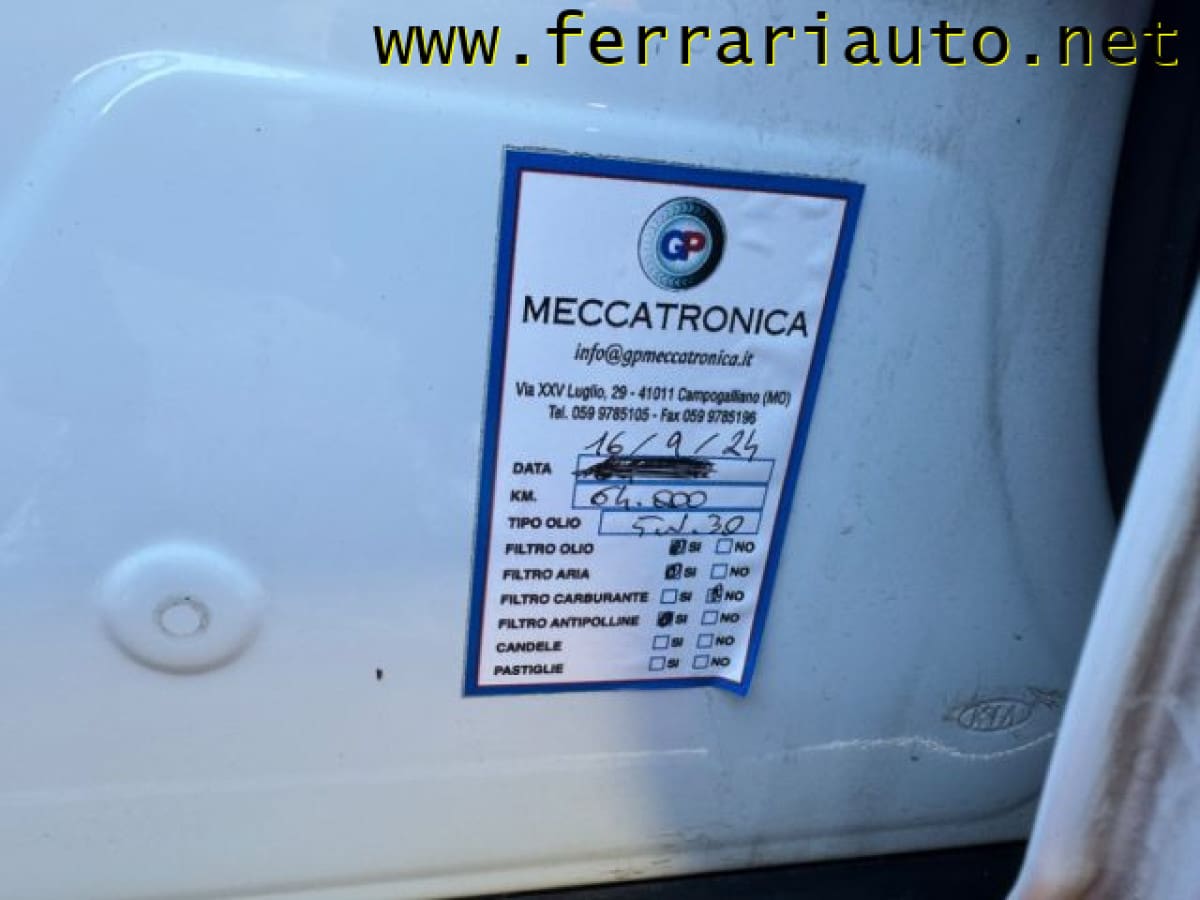 www.ferrariauto.net
GP
MECCATRONICA
info@gpmeccatronica.it
Via XXV Luglio, 29 - 41011 Campogalliano (MO)
Tel. 059 9785105 - Fax 059 9785196
16/9/24
DATA
KM. 64.000
TIPO OLIO 5W.30
FILTRO OLIO SI NO
FILTRO ARIA SI NO
FILTRO CARBURANTE SI NO
FILTRO ANTIPOLLINE SI NO
CANDELE SI NO
PASTIGLIE SI NO
KIA